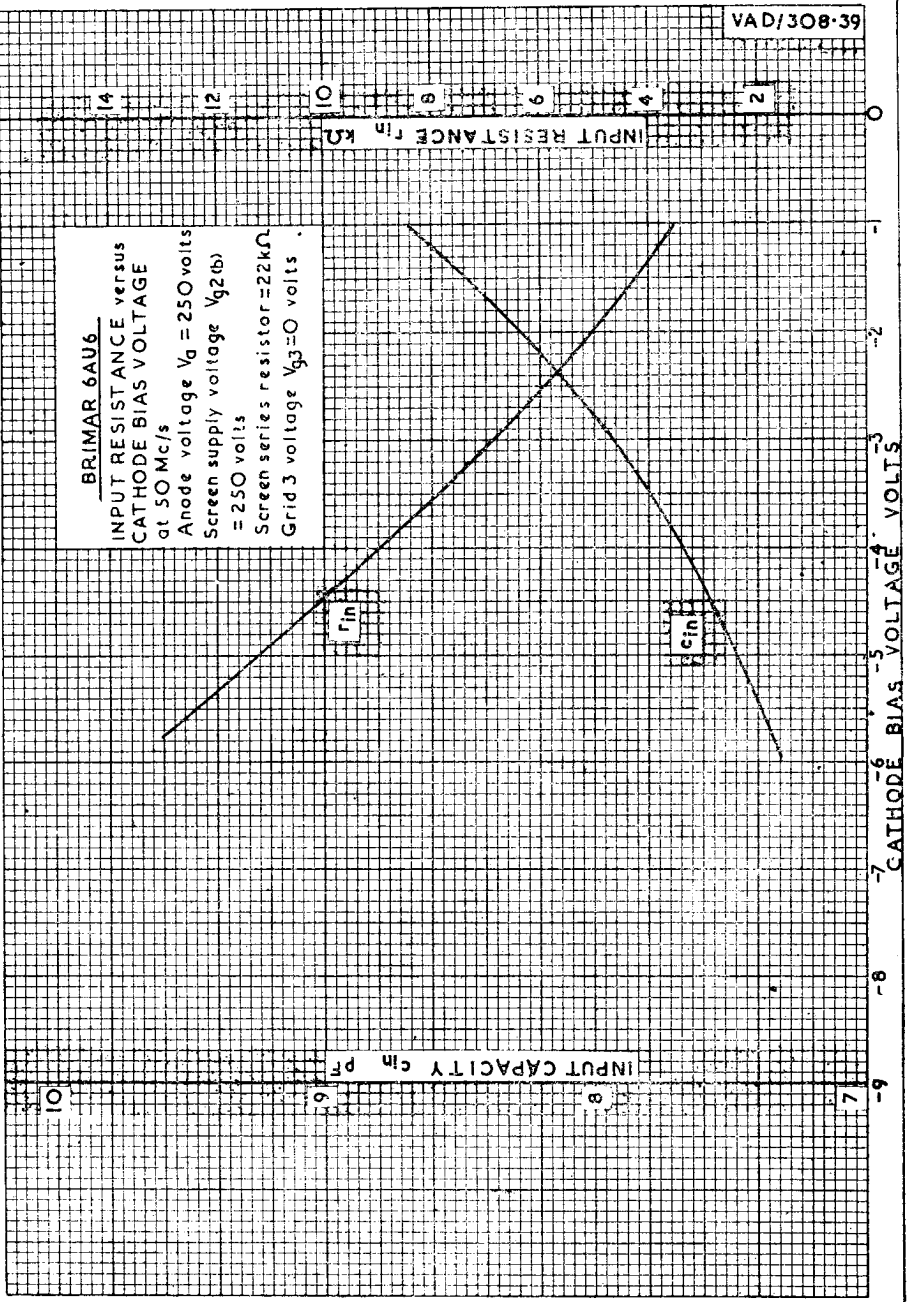 VAD/308·39
14
12
10
8
6
4
2
INPUT RESISTANCE rin kΩ
0
BRIMAR 6AU6
INPUT RESISTANCE versus
CATHODE BIAS VOLTAGE
at 50 Mc/s
Anode voltage Va = 250 volts
Screen supply voltage Vg2(b)
= 250 volts
Screen series resistor = 22kΩ
Grid 3 voltage Vg3 = 0 volts.
rin
cin
-1
-2
-3
-4
-5
-6
-7
-8
-9
CATHODE BIAS VOLTAGE VOLTS
10
9
8
7
INPUT CAPACITY cin pF